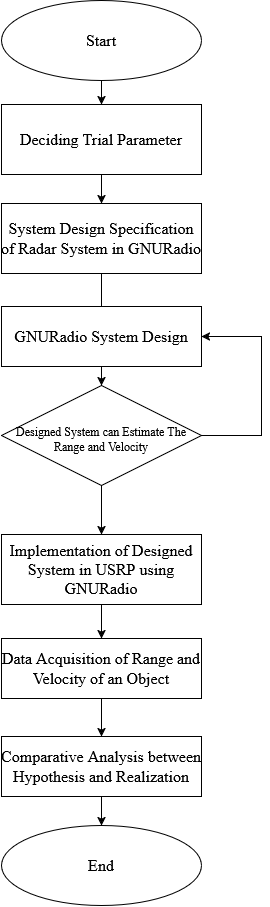 Start
Deciding Trial Parameter
System Design Specification
of Radar System in GNURadio
GNURadio System Design
Designed System can Estimate The
Range and Velocity
Implementation of Designed
System in USRP using
GNURadio
Data Acquisition of Range and
Velocity of an Object
Comparative Analysis between
Hypothesis and Realization
End